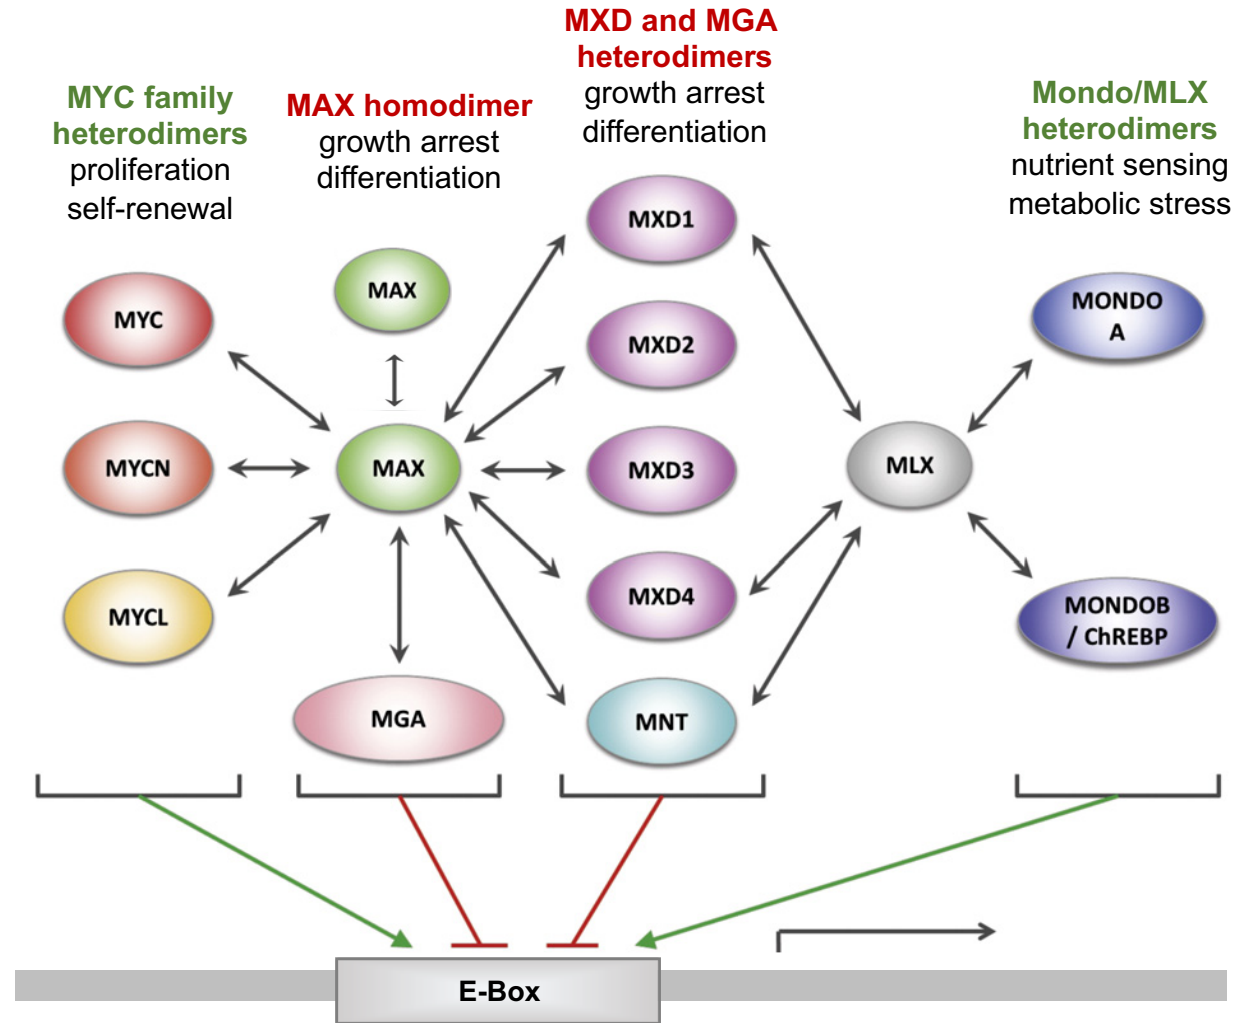 MYC family
heterodimers
proliferation
self-renewal
MAX homodimer
growth arrest
differentiation
MXD and MGA
heterodimers
growth arrest
differentiation
Mondo/MLX
heterodimers
nutrient sensing
metabolic stress
MYC
MYCN
MYCL
MAX
MAX
MGA
MXD1
MXD2
MXD3
MXD4
MNT
MLX
MONDO
A
MONDOB
/ ChREBP
E-Box